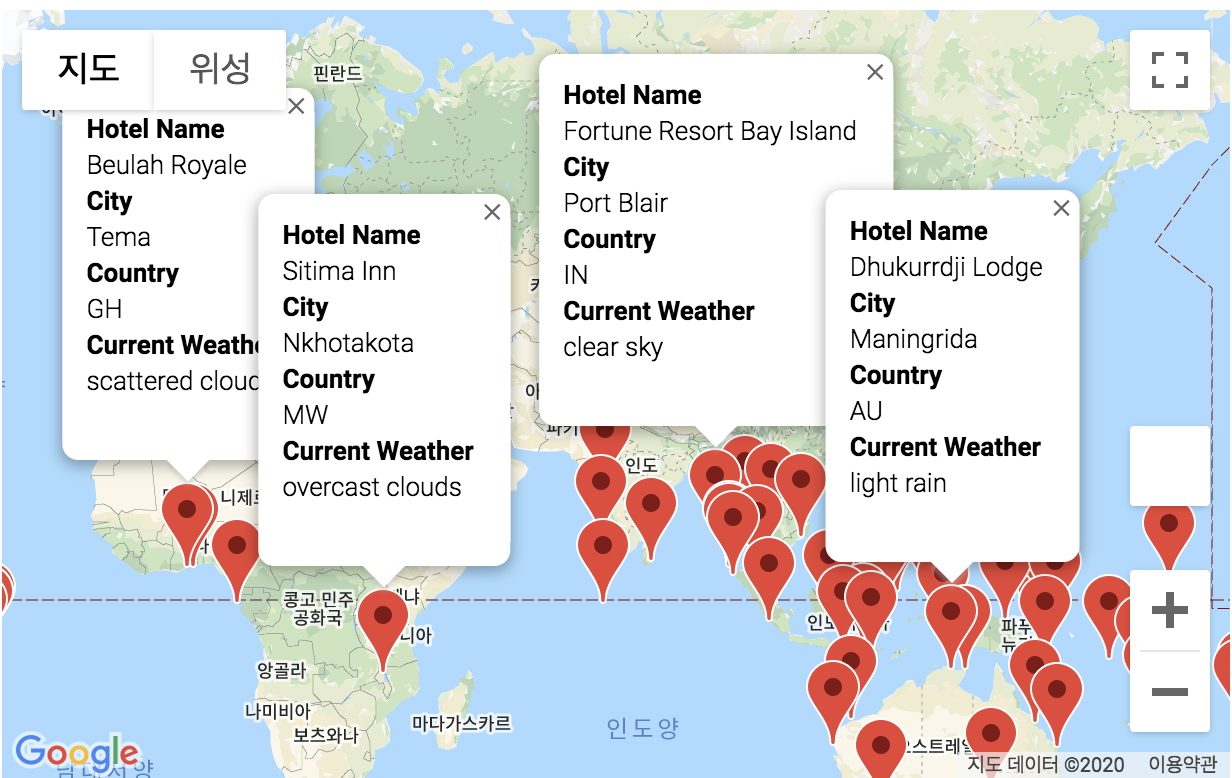 지도
위성
핀란드
Hotel Name
Beulah Royale
City
Tema
Country
GH
Current Weathe
scattered cloud
Hotel Name
Sitima Inn
City
Nkhotakota
Country
MW
Current Weather
overcast clouds
Hotel Name
Fortune Resort Bay Island
City
Port Blair
Country
IN
Current Weather
clear sky
Hotel Name
Dhukurrdji Lodge
City
Maningrida
Country
AU
Current Weather
light rain
인도
니제르
콩고 민주
공화국
앙골라
나미비아
보츠와나
마다가스카르
인도양
Google
지도 데이터 ©2020
이용약관